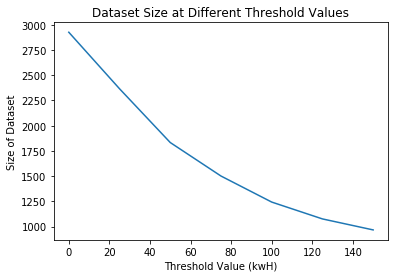 Dataset Size at Different Threshold Values
3000
2750
2500
2250
2000
1750
1500
1250
1000
Size of Dataset
0 20 40 60 80 100 120 140
Threshold Value (kwH)